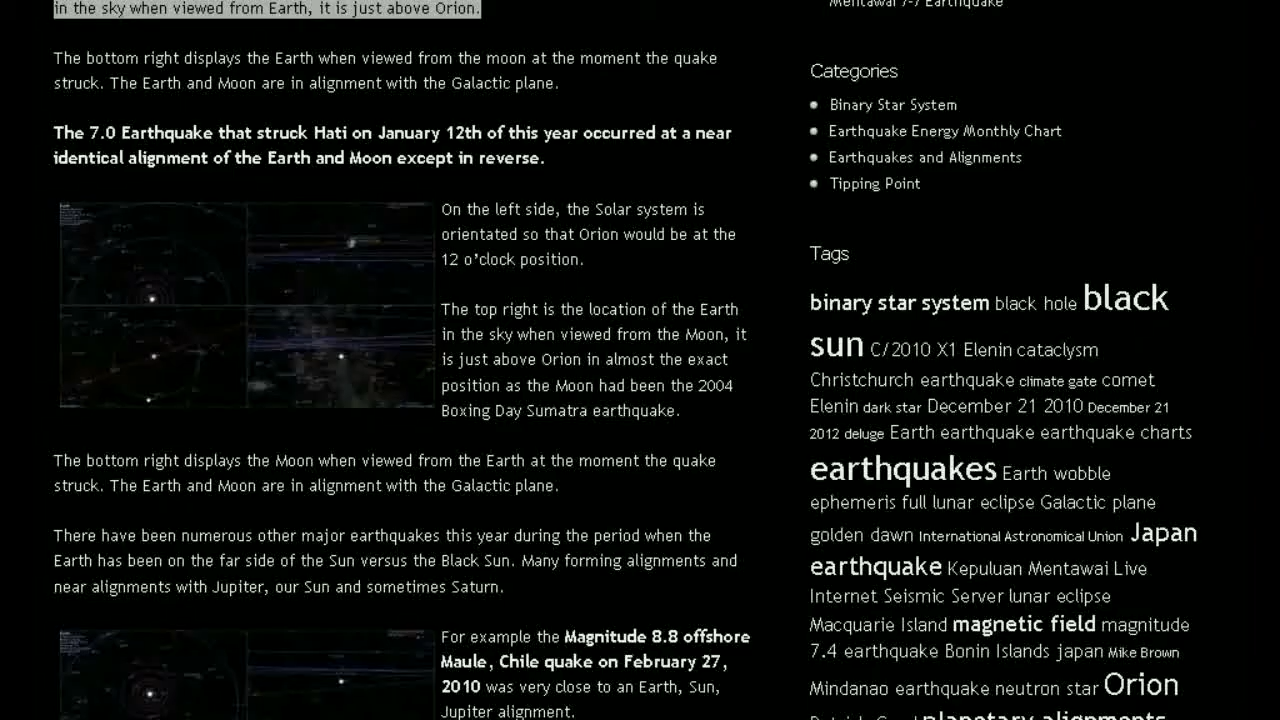 in the sky when viewed from Earth, it is just above Orion.
The bottom right displays the Earth when viewed from the moon at the moment the quake
struck. The Earth and Moon are in alignment with the Galactic plane.
The 7.0 Earthquake that struck Hati on January 12th of this year occurred at a near
identical alignment of the Earth and Moon except in reverse.
On the left side, the Solar system is
orientated so that Orion would be at the
12 o'clock position.
The top right is the location of the Earth
in the sky when viewed from the Moon, it
is just above Orion in almost the exact
position as the Moon had been the 2004
Boxing Day Sumatra earthquake.
The bottom right displays the Moon when viewed from the Earth at the moment the quake
struck. The Earth and Moon are in alignment with the Galactic plane.
There have been numerous other major earthquakes this year during the period when the
Earth has been on the far side of the Sun versus the Black Sun. Many forming alignments and
near alignments with Jupiter, our Sun and sometimes Saturn.
For example the Magnitude 8.8 offshore
Maule, Chile quake on February 27,
2010 was very close to an Earth, Sun,
Jupiter alignment.
Mentawai 7-7 Earthquake
Categories
Binary Star System
Earthquake Energy Monthly Chart
Earthquakes and Alignments
Tipping Point
Tags
binary star system black hole black
sun C/2010 X1 Elenin cataclysm
Christchurch earthquake climate gate comet
Elenin dark star December 21 2010 December 21
2012 deluge Earth earthquake earthquake charts
earthquakes Earth wobble
ephemeris full lunar eclipse Galactic plane
golden dawn International Astronomical Union Japan
earthquake Kepuluan Mentawai Live
Internet Seismic Server lunar eclipse
Macquarie Island magnetic field magnitude
7.4 earthquake Bonin Islands japan Mike Brown
Mindanao earthquake neutron star Orion
planetary alignments